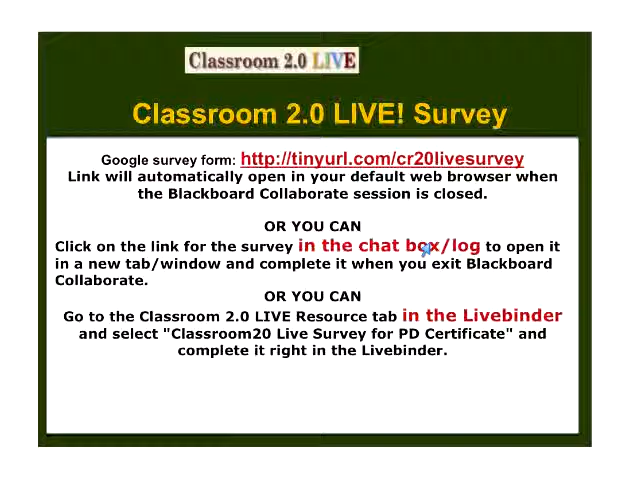 Classroom 2.0 LIVE
Classroom 2.0 LIVE! Survey
Google survey form: http://tinyurl.com/cr20livesurvey
Link will automatically open in your default web browser when
the Blackboard Collaborate session is closed.
OR YOU CAN
Click on the link for the survey in the chat box/log to open it
in a new tab/window and complete it when you exit Blackboard
Collaborate.
OR YOU CAN
Go to the Classroom 2.0 LIVE Resource tab in the Livebinder
and select "Classroom20 Live Survey for PD Certificate" and
complete it right in the Livebinder.